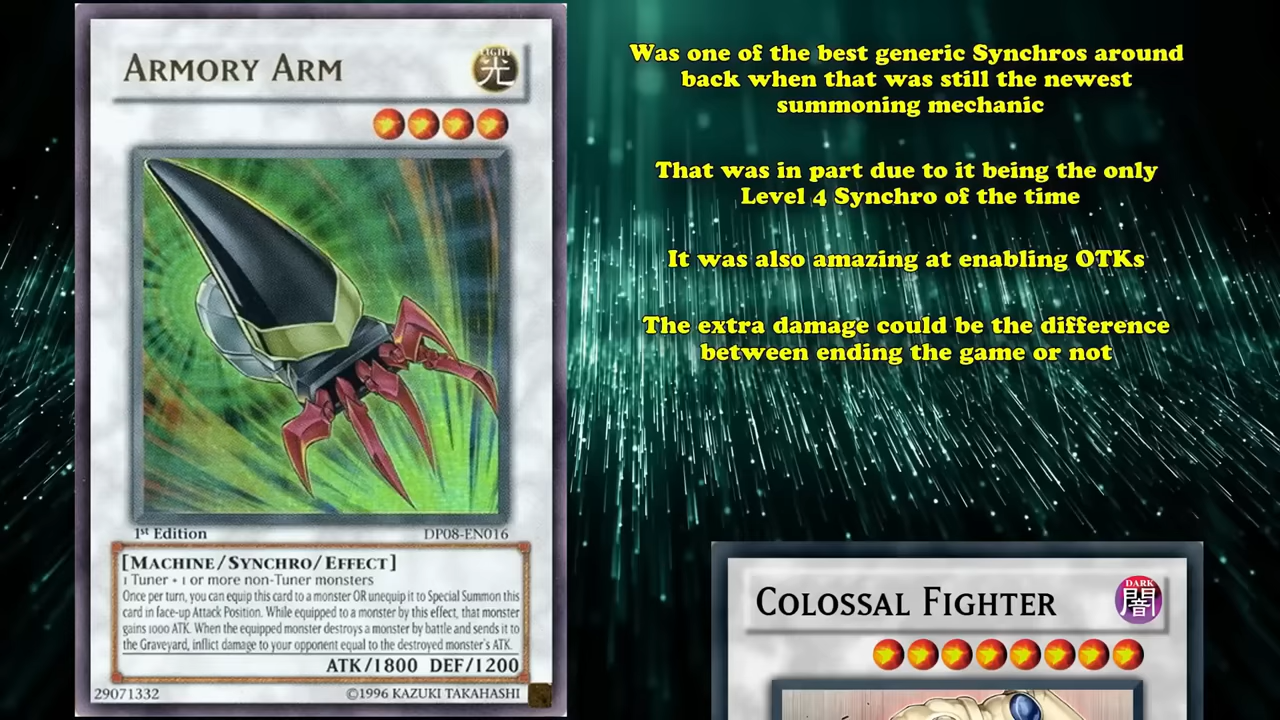 ARMORY ARM
LIGHT
光
1st Edition
DP08-EN016
[MACHINE/SYNCHRO/EFFECT]
1 Tuner + 1 or more non-Tuner monsters
Once per turn, you can equip this card to a monster OR unequip it to Special Summon this
card in face-up Attack Position. While equipped to a monster by this effect, that monster
gains 1000 ATK. When the equipped monster destroys a monster by battle and sends it to
the Graveyard, inflict damage to your opponent equal to the destroyed monster's ATK.
ATK/1800 DEF/1200
29071332
©1996 KAZUKI TAKAHASHI
Was one of the best generic Synchros around
back when that was still the newest
summoning mechanic
That was in part due to it being the only
Level 4 Synchro of the time
It was also amazing at enabling OTKs
The extra damage could be the difference
between ending the game or not
COLOSSAL FIGHTER
DARK
闇